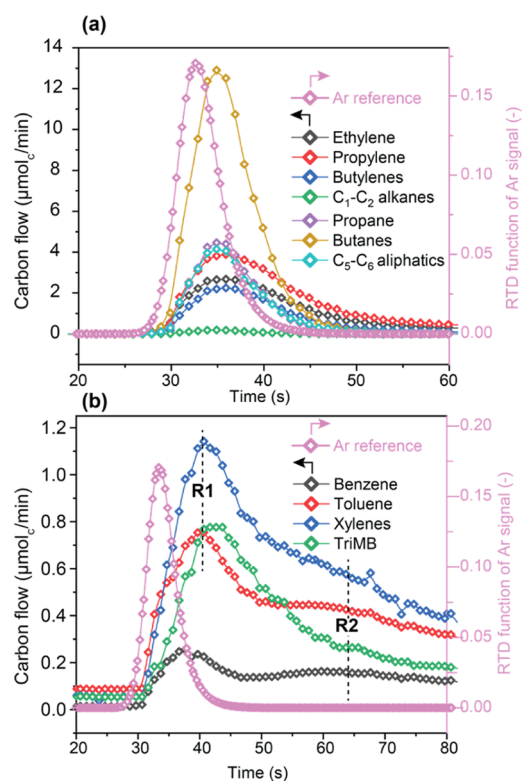 (a)
14
12
10
8
6
4
2
0
Carbon flow (μmolc/min)
20
30
40
50
60
Time (s)
0.15
0.10
0.05
0.00
RTD function of Ar signal (-)
Ar reference
Ethylene
Propylene
Butylenes
C1-C2 alkanes
Propane
Butanes
C5-C6 aliphatics
(b)
1.2
1.0
0.8
0.6
0.4
0.2
0.0
Carbon flow (μmolc/min)
20
30
40
50
60
70
80
Time (s)
0.20
0.15
0.10
0.05
0.00
RTD function of Ar signal (-)
Ar reference
Benzene
Toluene
Xylenes
TriMB
R1
R2